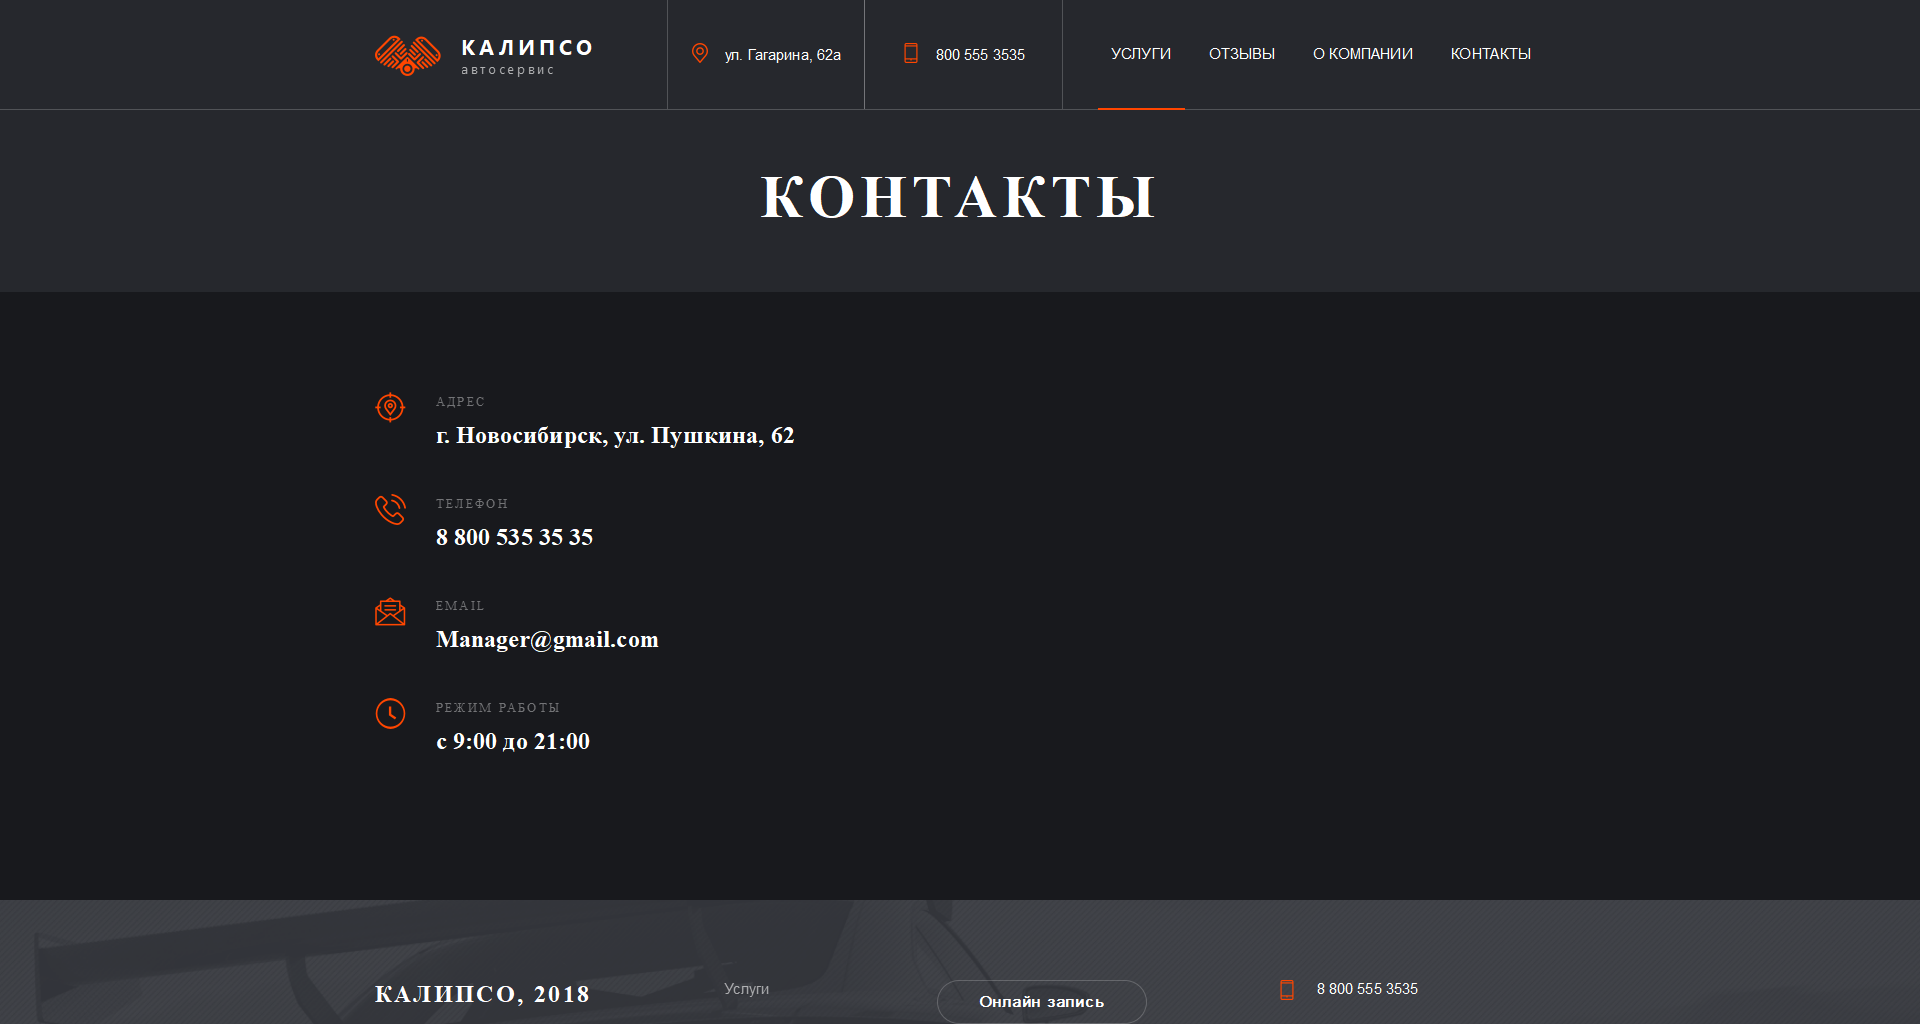 КАЛИПСО
автосервис
ул. Гагарина, 62а
800 555 3535
УСЛУГИ
ОТЗЫВЫ
О КОМПАНИИ
КОНТАКТЫ
КОНТАКТЫ
АДРЕС
г. Новосибирск, ул. Пушкина, 62
ТЕЛЕФОН
8 800 535 35 35
EMAIL
Manager@gmail.com
РЕЖИМ РАБОТЫ
с 9:00 до 21:00
КАЛИПСО, 2018
Услуги
Онлайн запись
8 800 555 3535